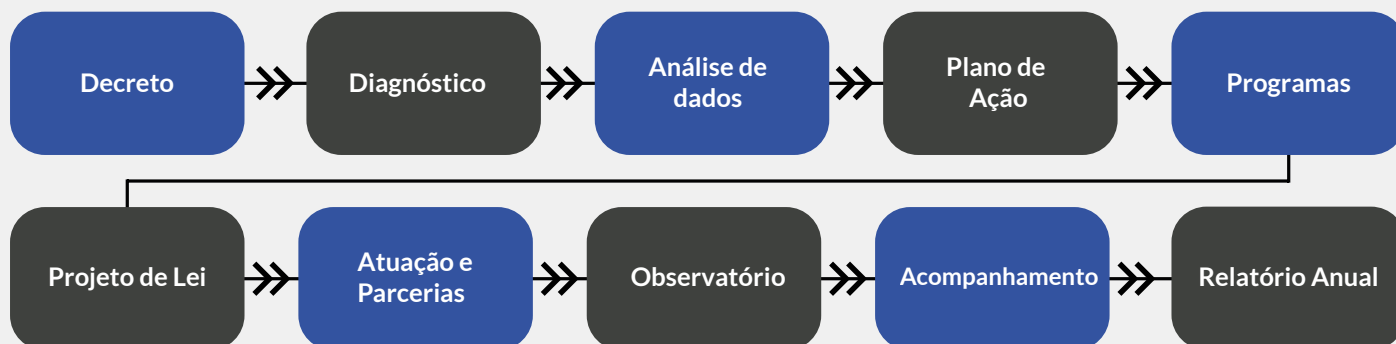 Decreto
Diagnóstico
Análise de
dados
Plano de
Ação
Programas
Projeto de Lei
Atuação e
Parcerias
Observatório
Acompanhamento
Relatório Anual